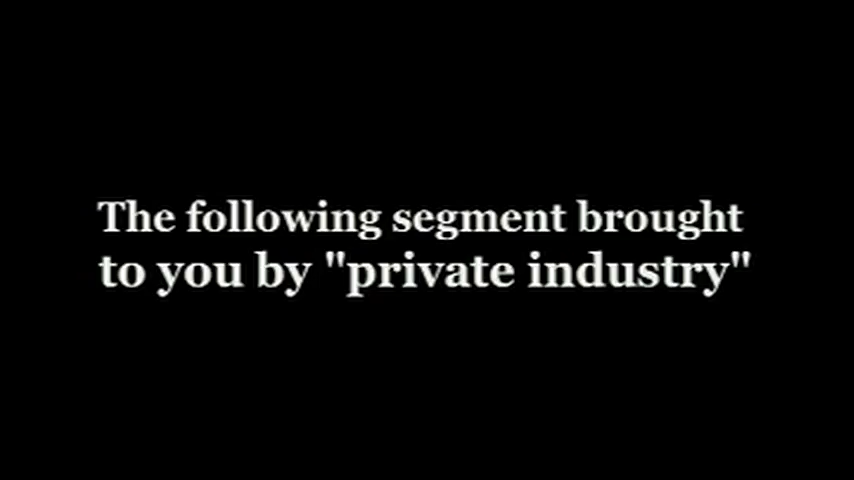 The following segment brought
to you by "private industry"